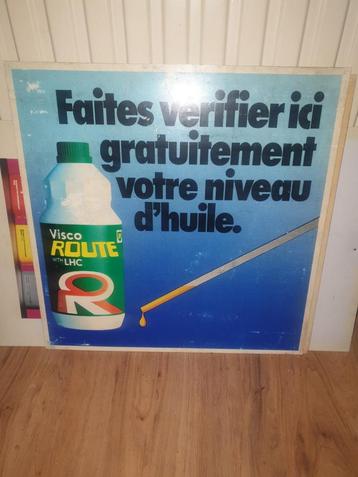 Faites vérifier ici
gratuitement
votre niveau
d'huile.
Visco
ROUTE
WITH LHC